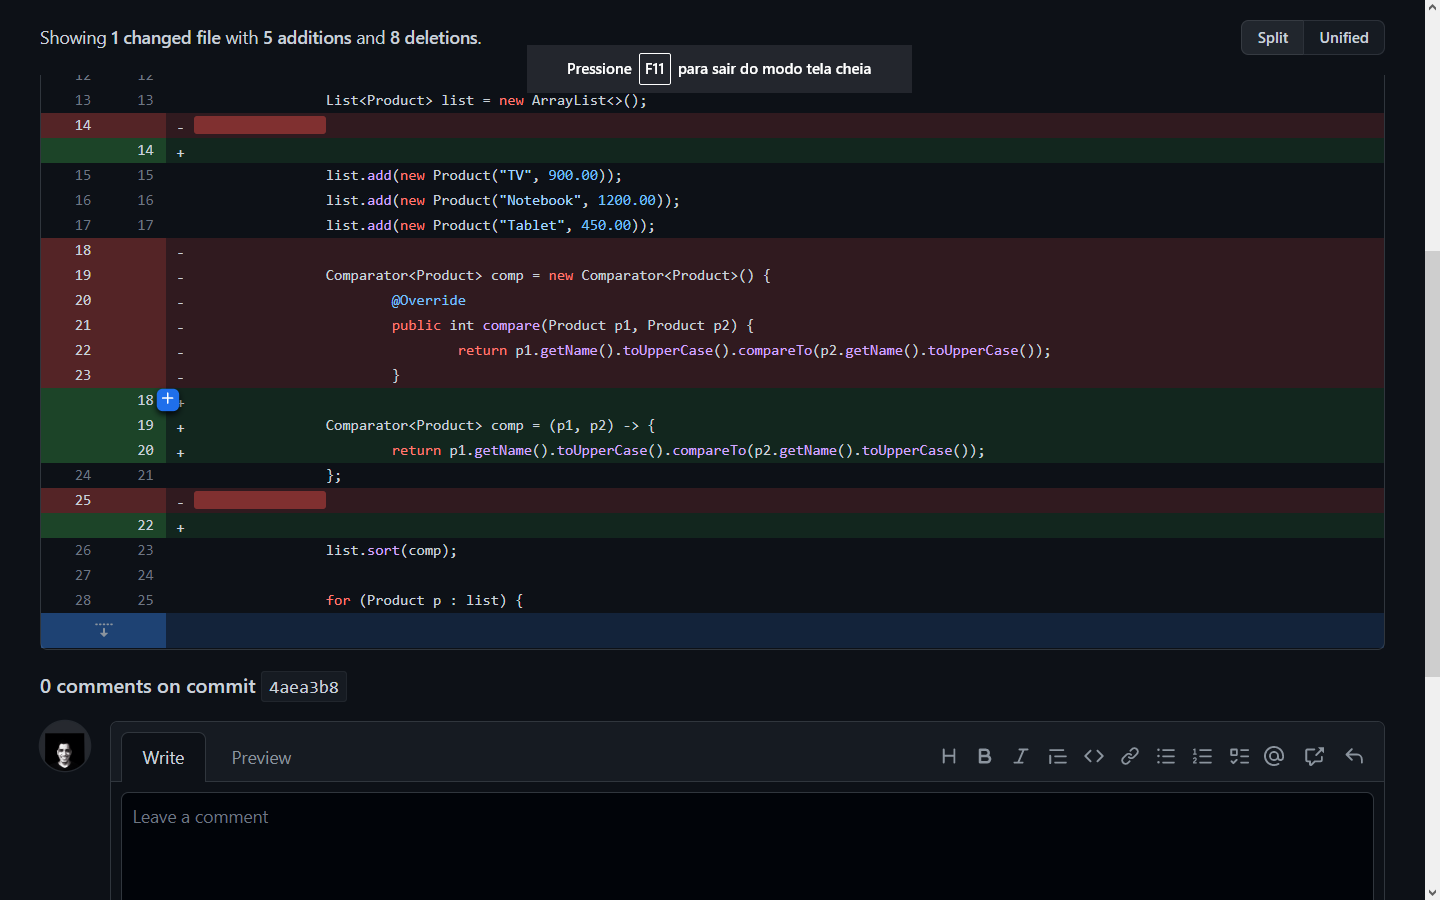 Showing 1 changed file with 5 additions and 8 deletions.
Split Unified
Pressione F11 para sair do modo tela cheia
12 12
13 13 List<Product> list = new ArrayList<>();
14 -
14 +
15 15 list.add(new Product("TV", 900.00));
16 16 list.add(new Product("Notebook", 1200.00));
17 17 list.add(new Product("Tablet", 450.00));
18 -
19 - Comparator<Product> comp = new Comparator<Product>() {
20 - @Override
21 - public int compare(Product p1, Product p2) {
22 - return p1.getName().toUpperCase().compareTo(p2.getName().toUpperCase());
23 - }
18 +
19 + Comparator<Product> comp = (p1, p2) -> {
20 + return p1.getName().toUpperCase().compareTo(p2.getName().toUpperCase());
24 21 };
25 -
22 +
26 23 list.sort(comp);
27 24
28 25 for (Product p : list) {
0 comments on commit 4aea3b8
Write Preview
Leave a comment